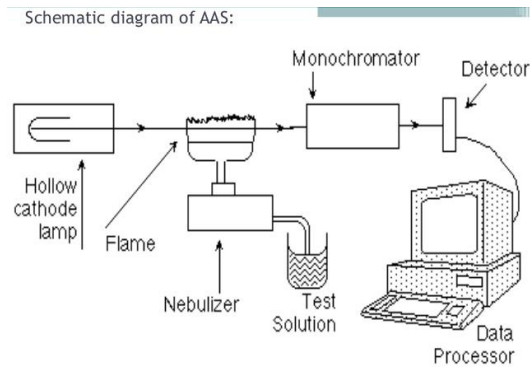 Schematic diagram of AAS:
Monochromator
Detector
Hollow
cathode
lamp
Flame
Nebulizer
Test
Solution
Data
Processor